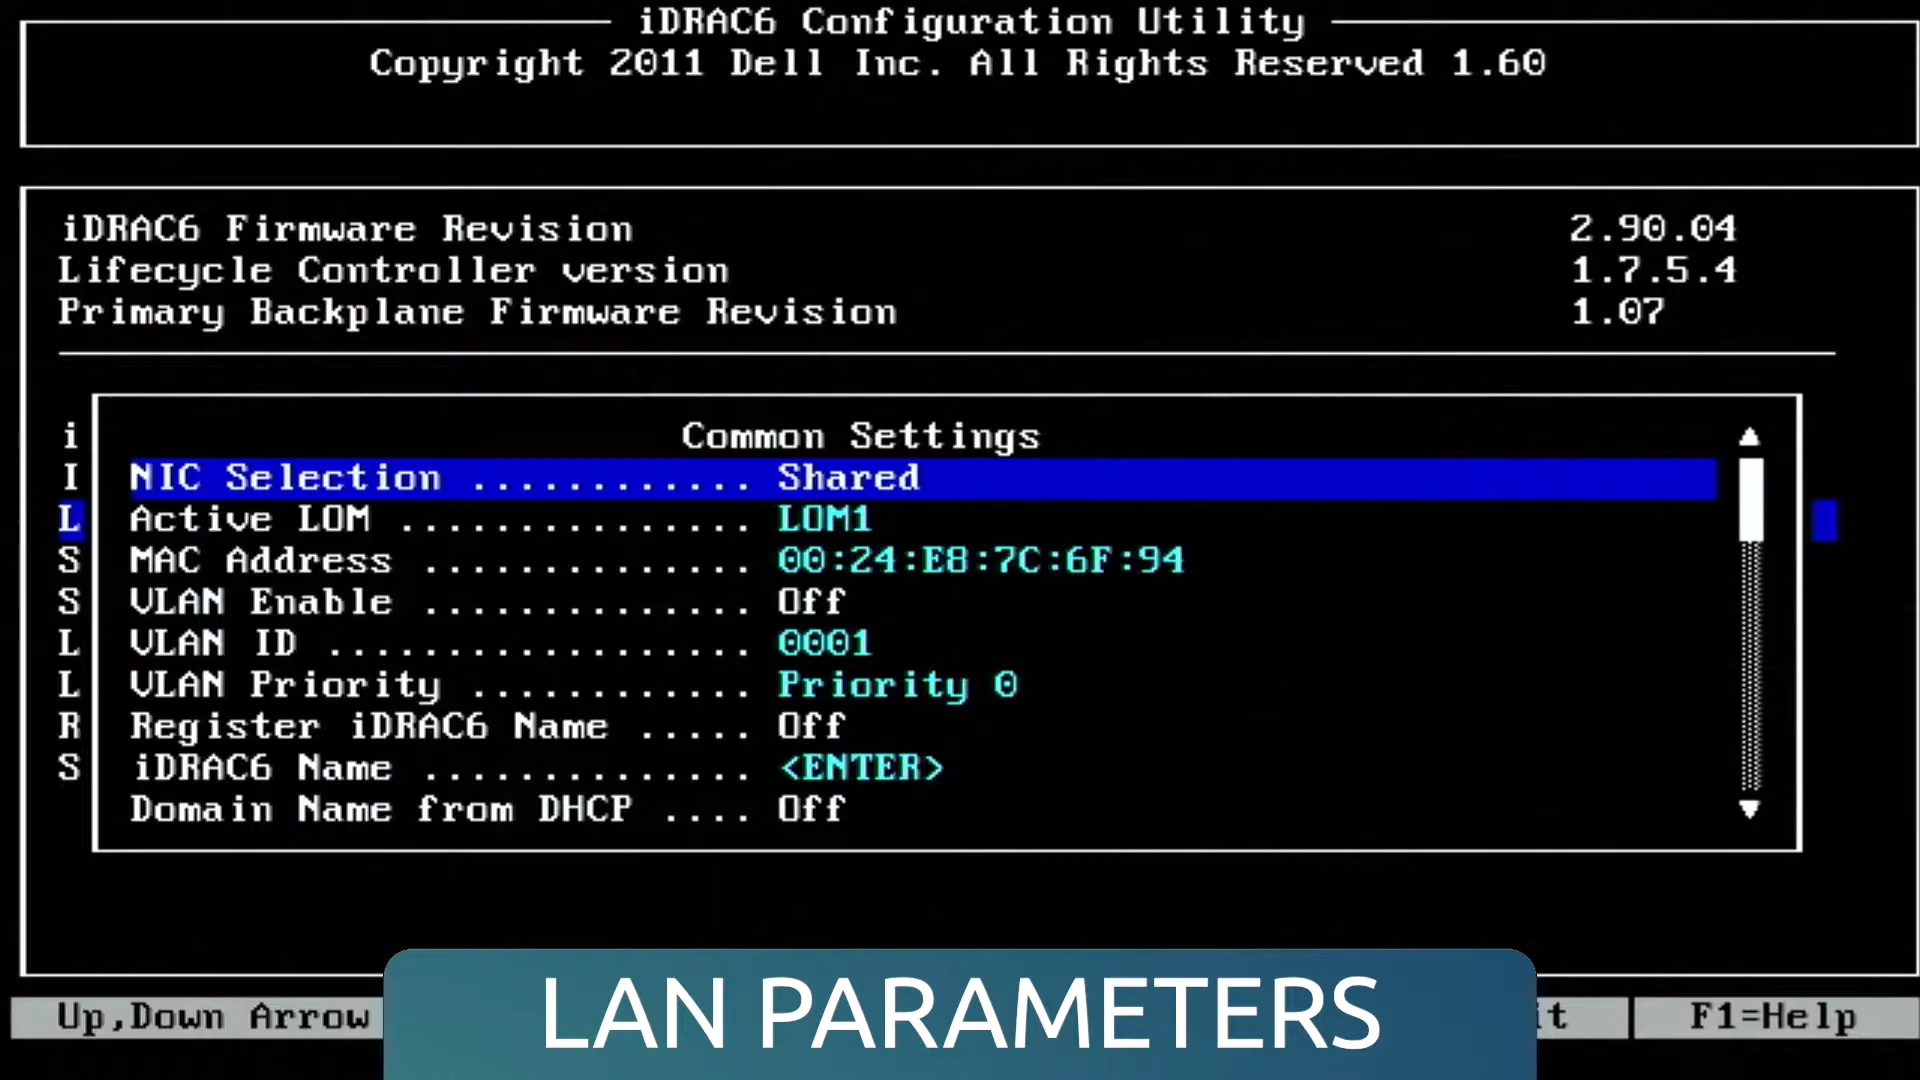 iDRAC6 Configuration Utility
Copyright 2011 Dell Inc. All Rights Reserved 1.60
iDRAC6 Firmware Revision 2.90.04
Lifecycle Controller version 1.7.5.4
Primary Backplane Firmware Revision 1.07
i Common Settings
I NIC Selection ............ Shared
L Active LOM ............... LOM1
S MAC Address .............. 00:24:E8:7C:6F:94
S VLAN Enable .............. Off
L VLAN ID .................. 0001
L VLAN Priority ............ Priority 0
R Register iDRAC6 Name ..... Off
S iDRAC6 Name .............. <ENTER>
Domain Name from DHCP .... Off
Up,Down Arrow it F1=Help
LAN PARAMETERS